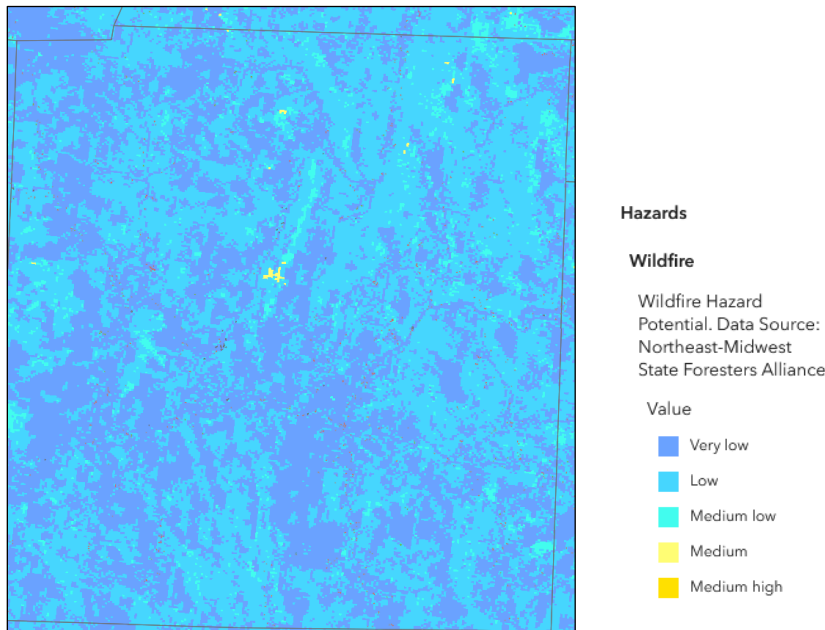 Hazards
Wildfire
Wildfire Hazard
Potential. Data Source:
Northeast-Midwest
State Foresters Alliance
Value
Very low
Low
Medium low
Medium
Medium high